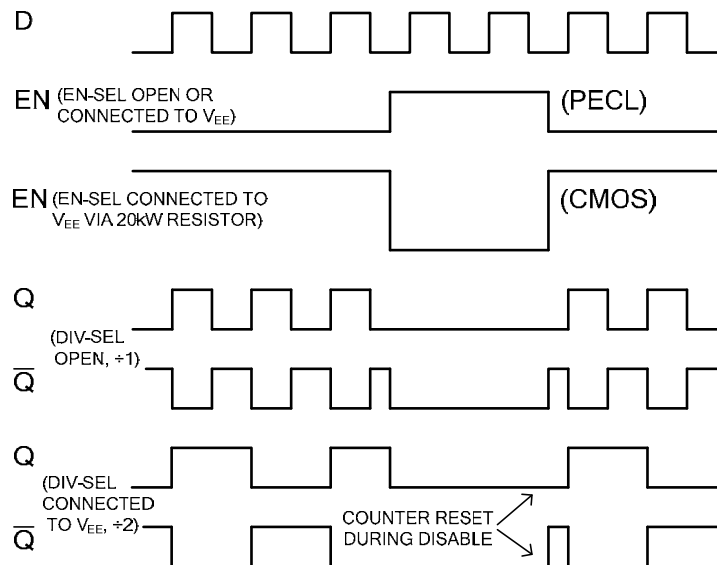 D
EN (EN-SEL OPEN OR
CONNECTED TO VEE)
(PECL)
EN (EN-SEL CONNECTED TO
VEE VIA 20kW RESISTOR)
(CMOS)
Q
(DIV-SEL
OPEN, ÷1)
Q̅
Q
(DIV-SEL
CONNECTED
TO VEE, ÷2)
Q̅
COUNTER RESET
DURING DISABLE